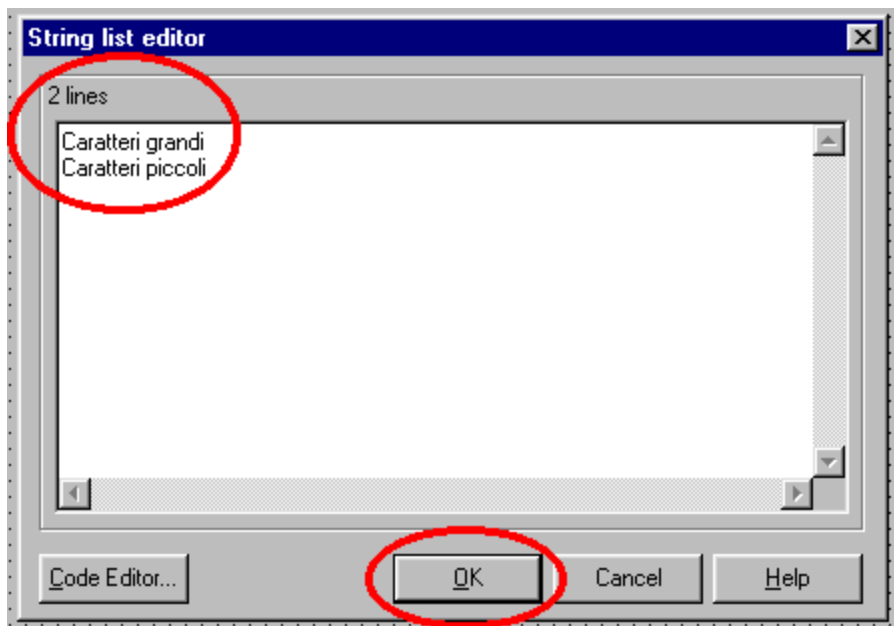 String list editor
2 lines
Caratteri grandi
Caratteri piccoli
Code Editor...
OK
Cancel
Help